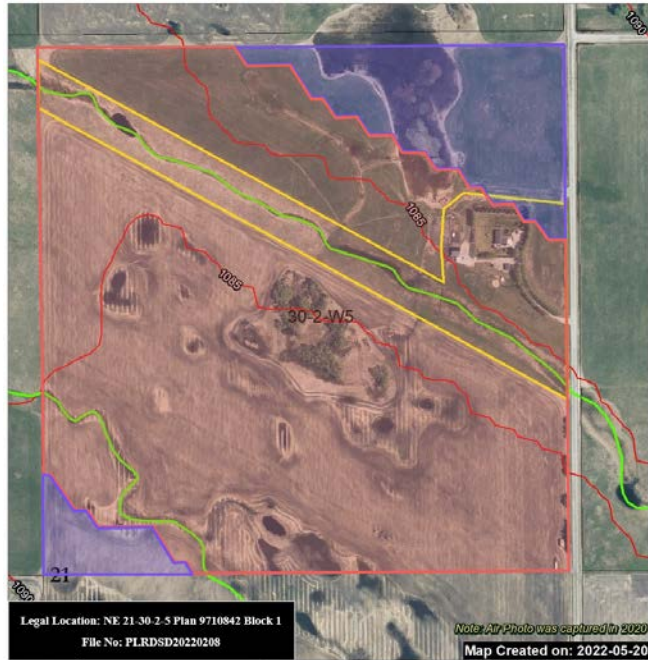 1090
1085
1085
30-2-W5
21
1090
Legal Location: NE 21-30-2-5 Plan 9710842 Block 1
File No: PLRDSD20220208
Note: Air Photo was captured in 2020
Map Created on: 2022-05-20